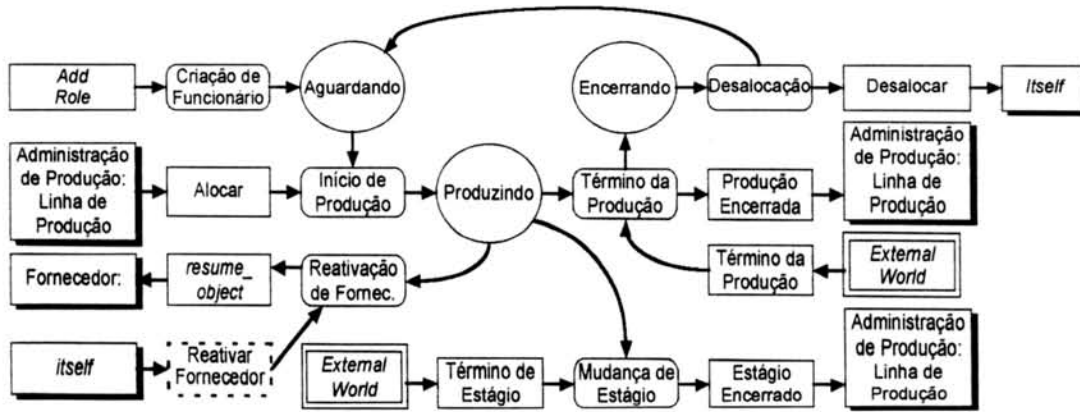 Add
Role
Criação de
Funcionário
Aguardando
Encerrando
Desalocação
Desalocar
Itself
Administração
de Produção:
Linha de
Produção
Alocar
Início de
Produção
Produzindo
Término da
Produção
Produção
Encerrada
Administração
de Produção:
Linha de
Produção
Fornecedor:
resume_
object
Reativação
de Fornec.
Término da
Produção
External
World
itself
Reativar
Fornecedor
External
World
Término de
Estágio
Mudança de
Estágio
Estágio
Encerrado
Administração
de Produção:
Linha de
Produção